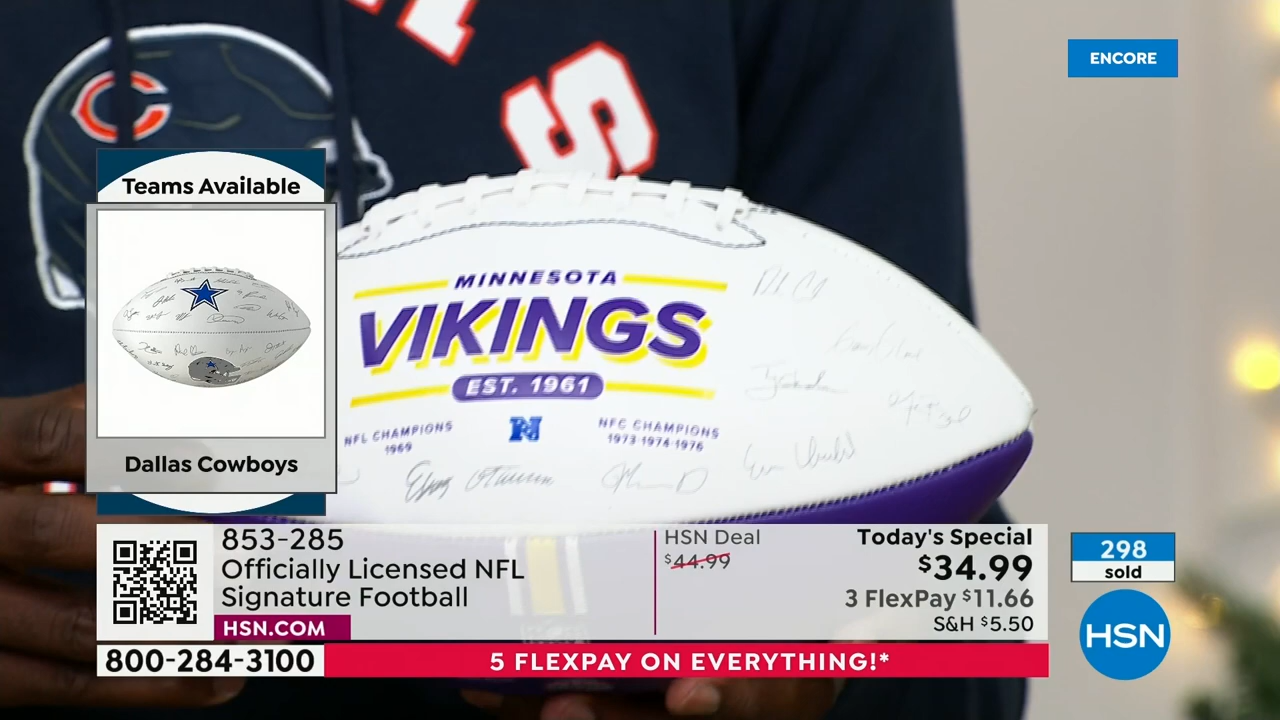 ENCORE
C
S
Teams Available
Dallas Cowboys
MINNESOTA
VIKINGS
EST. 1961
NFL CHAMPIONS
1969
N
NFC CHAMPIONS
1973·1974·1976
853-285
Officially Licensed NFL
Signature Football
HSN.COM
HSN Deal
$44.99
Today's Special
$34.99
3 FlexPay $11.66
S&H $5.50
298
sold
HSN
800-284-3100
5 FLEXPAY ON EVERYTHING!*